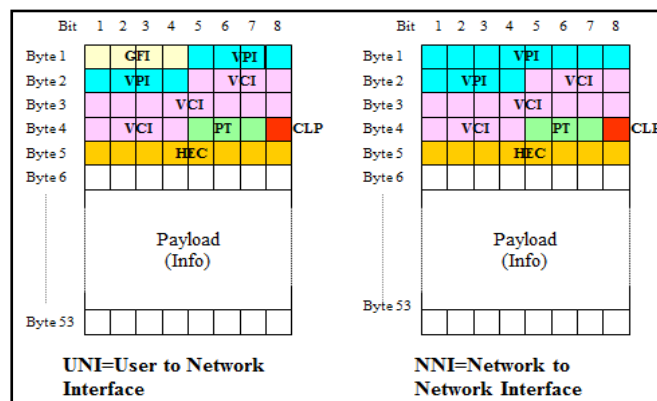 Bit 1 2 3 4 5 6 7 8
Byte 1 GFI VPI
Byte 2 VPI VCI
Byte 3 VCI
Byte 4 VCI PT CLP
Byte 5 HEC
Byte 6
Payload
(Info)
Byte 53
UNI=User to Network
Interface
Bit 1 2 3 4 5 6 7 8
Byte 1 VPI
Byte 2 VPI VCI
Byte 3 VCI
Byte 4 VCI PT CLP
Byte 5 HEC
Byte 6
Payload
(Info)
Byte 53
NNI=Network to
Network Interface